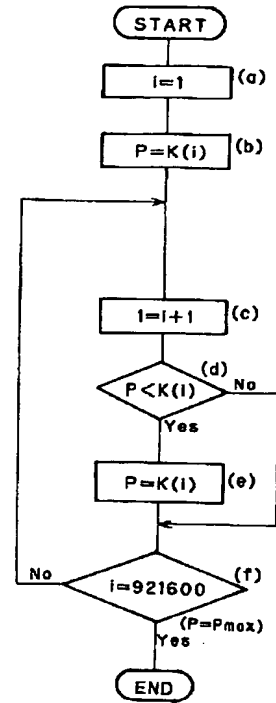 START
i=1 (a)
P=K(i) (b)
1=i+1 (c)
(d)
P<K(i) No
Yes
P=K(i) (e)
No (f)
i=921600
(P=Pmax)
Yes
END